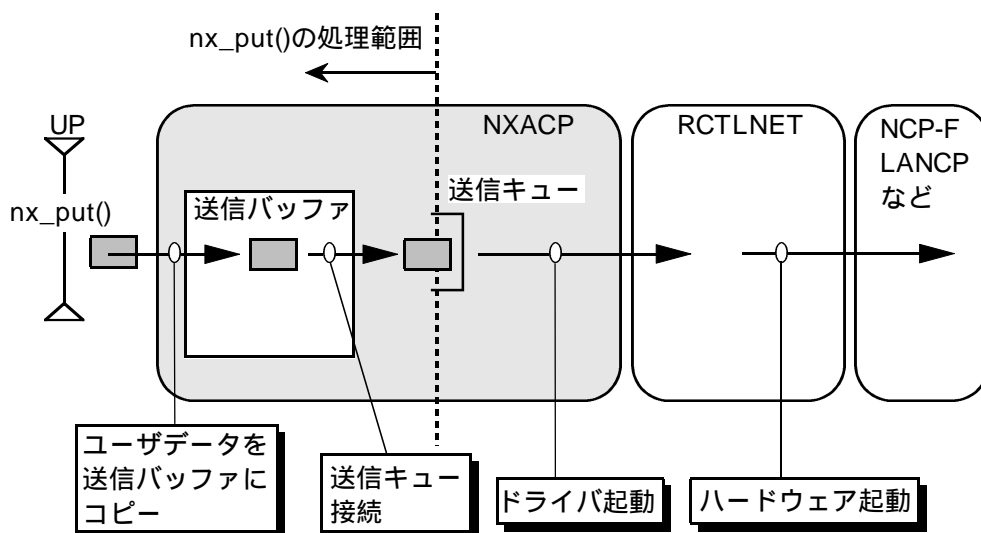 nx_put()の処理範囲
UP
nx_put()
NXACP
送信バッファ
送信キュー
RCTLNET
NCP-F
LANCP
など
ユーザデータを
送信バッファに
コピー
送信キュー
接続
ドライバ起動
ハードウェア起動